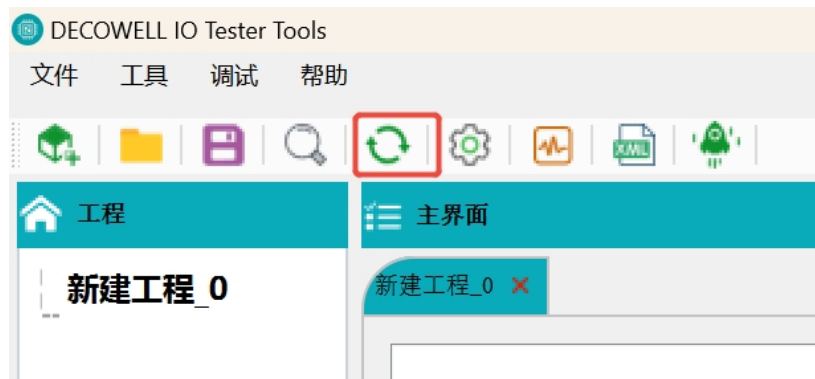 DECOWELL IO Tester Tools
文件 工具 调试 帮助
XML
工程 主界面
新建工程_0
新建工程_0